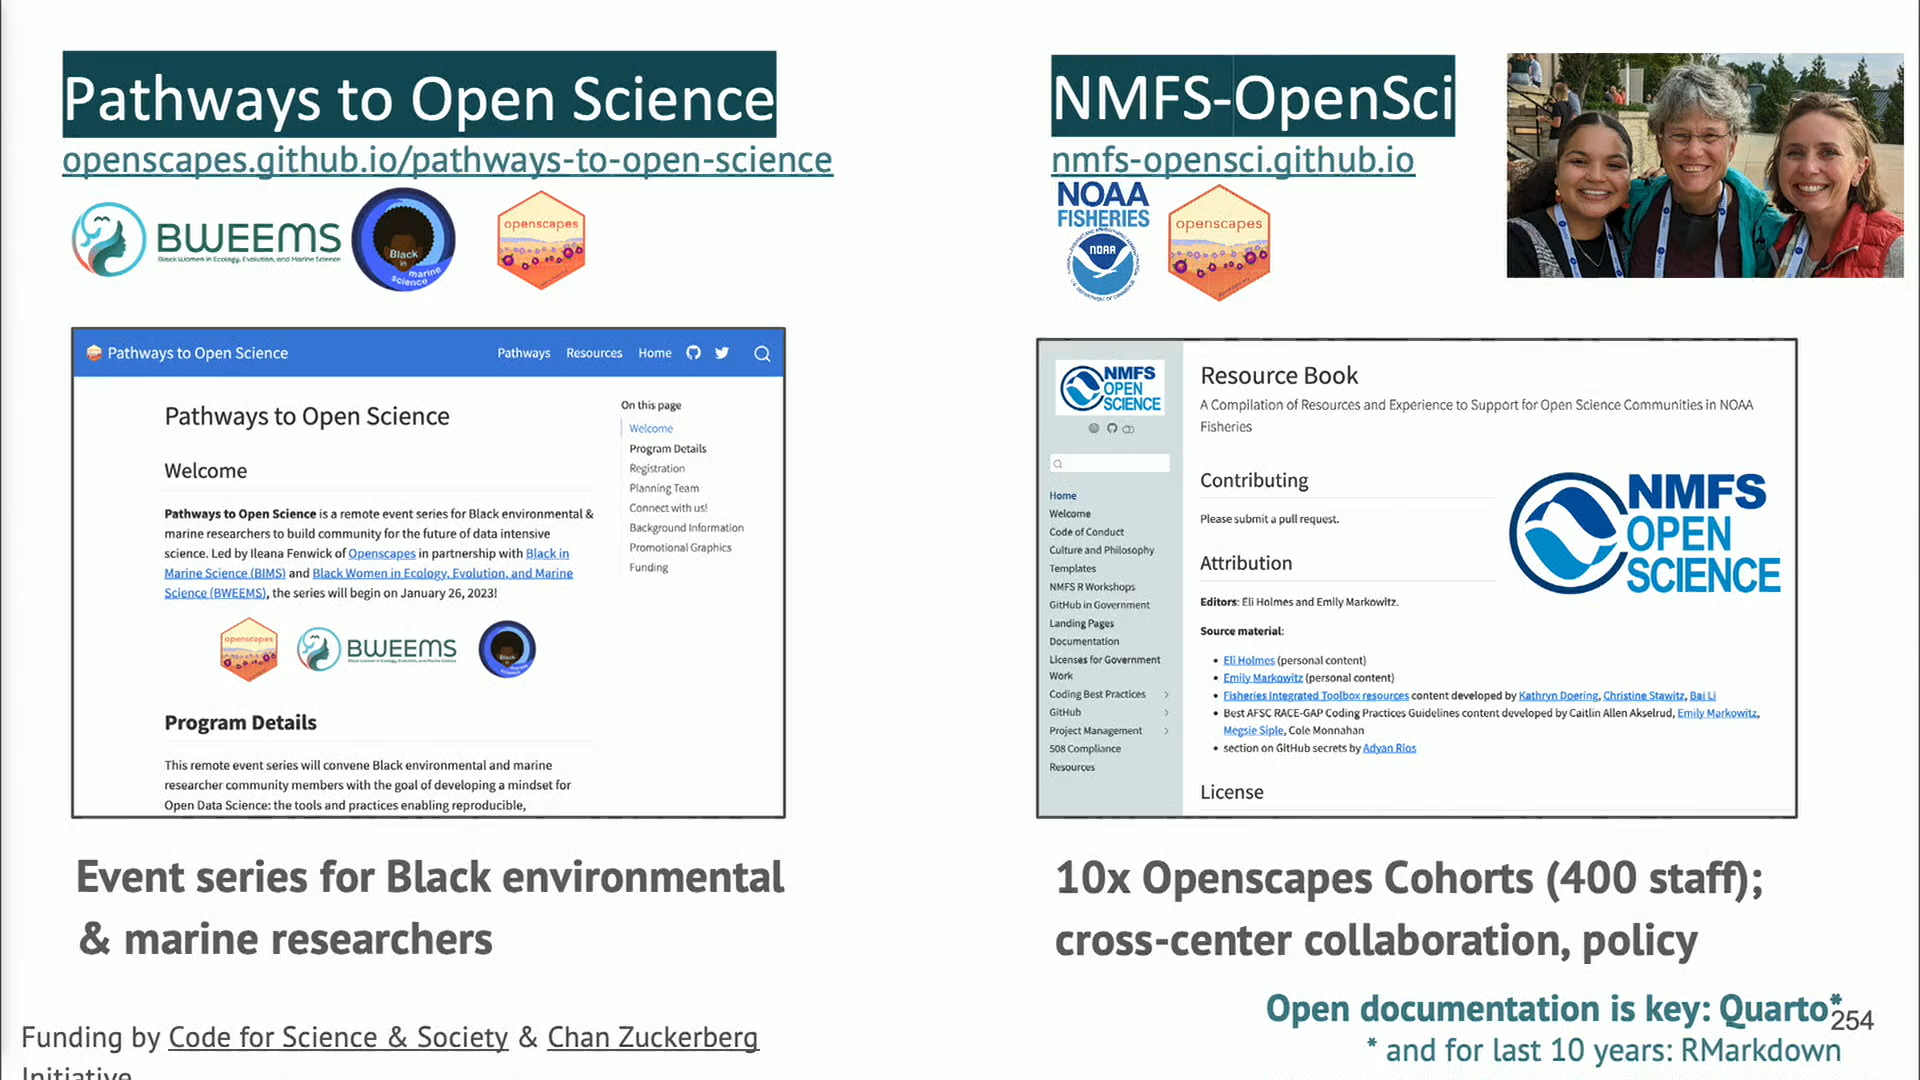 Pathways to Open Science
openscapes.github.io/pathways-to-open-science
BWEEMS
Black Women in Ecology, Evolution, and Marine Science
Black
in
marine
science
openscapes
Pathways to Open Science
Pathways
Resources
Home
Pathways to Open Science
Welcome
Pathways to Open Science is a remote event series for Black environmental &
marine researchers to build community for the future of data intensive
science. Led by Ileana Fenwick of Openscapes in partnership with Black in
Marine Science (BIMS) and Black Women in Ecology, Evolution, and Marine
Science (BWEEMS), the series will begin on January 26, 2023!
openscapes
BWEEMS
Black
Program Details
This remote event series will convene Black environmental and marine
researcher community members with the goal of developing a mindset for
Open Data Science: the tools and practices enabling reproducible,
On this page
Welcome
Program Details
Registration
Planning Team
Connect with us!
Background Information
Promotional Graphics
Funding
Event series for Black environmental
& marine researchers
Funding by Code for Science & Society & Chan Zuckerberg
Initiative
NMFS-OpenSci
nmfs-opensci.github.io
NOAA
FISHERIES
NOAA
openscapes
NMFS
OPEN
SCIENCE
Home
Welcome
Code of Conduct
Culture and Philosophy
Templates
NMFS R Workshops
GitHub in Government
Landing Pages
Documentation
Licenses for Government
Work
Coding Best Practices
GitHub
Project Management
508 Compliance
Resources
Resource Book
A Compilation of Resources and Experience to Support for Open Science Communities in NOAA
Fisheries
Contributing
Please submit a pull request.
Attribution
Editors: Eli Holmes and Emily Markowitz.
Source material:
• Eli Holmes (personal content)
• Emily Markowitz (personal content)
• Fisheries Integrated Toolbox resources content developed by Kathryn Doering, Christine Stawitz, Bai Li
• Best AFSC RACE-GAP Coding Practices Guidelines content developed by Caitlin Allen Akselrud, Emily Markowitz,
Megsie Siple, Cole Monnahan
• section on GitHub secrets by Adyan Rios
License
NMFS
OPEN
SCIENCE
10x Openscapes Cohorts (400 staff);
cross-center collaboration, policy
Open documentation is key: Quarto*
254
* and for last 10 years: RMarkdown